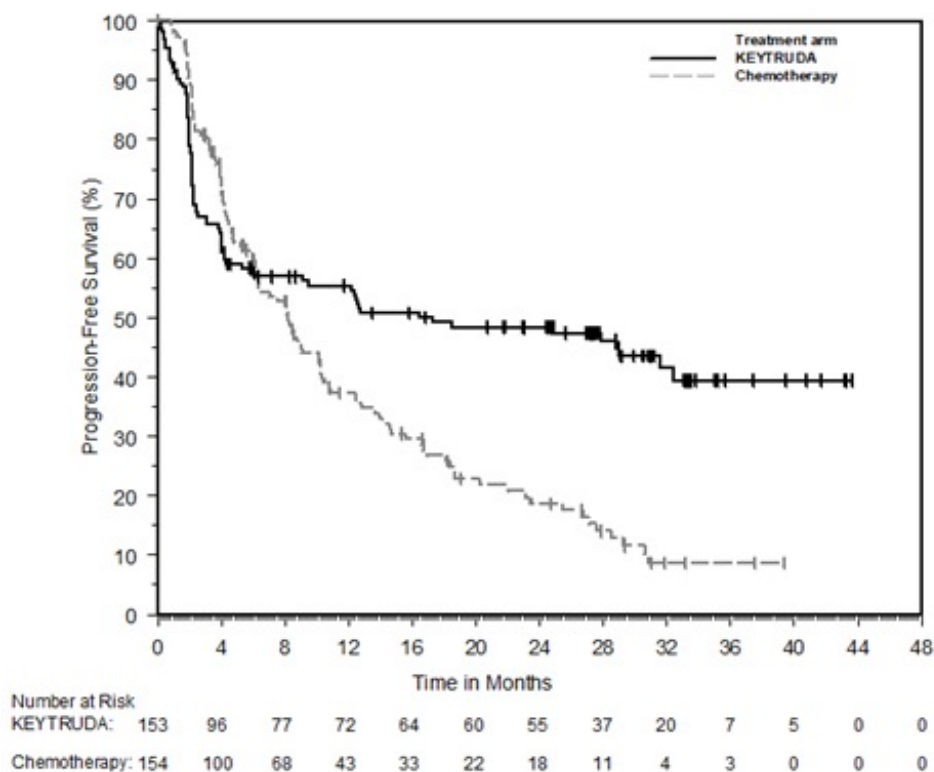 Treatment arm
KEYTRUDA
Chemotherapy
100
90
80
70
60
50
40
30
20
10
0
Progression-Free Survival (%)
0 4 8 12 16 20 24 28 32 36 40 44 48
Time in Months
Number at Risk
KEYTRUDA: 153 96 77 72 64 60 55 37 20 7 5 0 0
Chemotherapy: 154 100 68 43 33 22 18 11 4 3 0 0 0